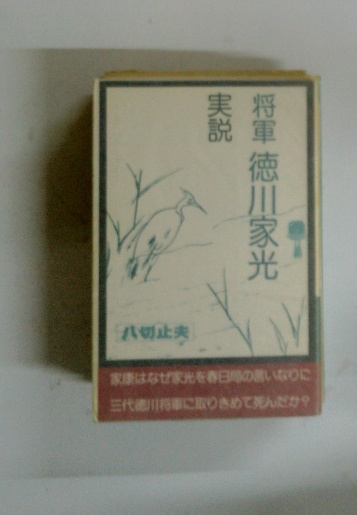 将軍 徳川家光
実説
八切止夫
家康はなぜ家光を春日局の言いなりに
三代徳川将軍に取りきめて死んだか?